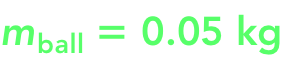 m_ball = 0.05 kg